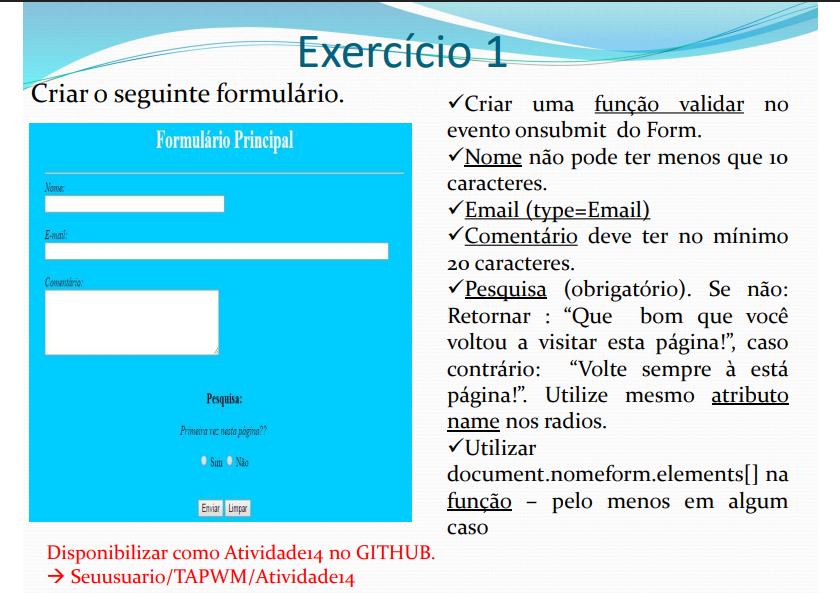 Exercício 1
Criar o seguinte formulário.
Formulário Principal
Nome:
E-mail:
Comentário:
Pesquisa:
Primeira vez nesta página??
Sim Não
Enviar Limpar
✓Criar uma função validar no
evento onsubmit do Form.
✓Nome não pode ter menos que 10
caracteres.
✓Email (type=Email)
✓Comentário deve ter no mínimo
20 caracteres.
✓Pesquisa (obrigatório). Se não:
Retornar : “Que bom que você
voltou a visitar esta página!”, caso
contrário: “Volte sempre à está
página!”. Utilize mesmo atributo
name nos radios.
✓Utilizar
document.nomeform.elements[] na
função – pelo menos em algum
caso
Disponibilizar como Atividade14 no GITHUB.
→ Seuusuario/TAPWM/Atividade14